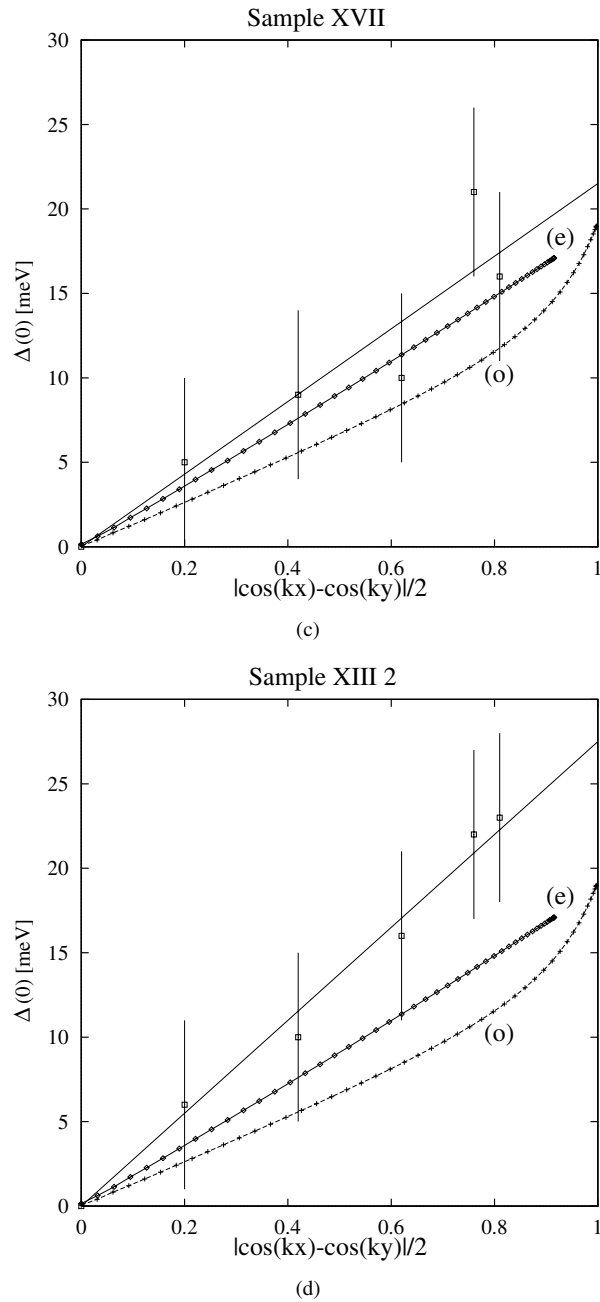 Sample XVII
30
25
20
15
10
5
0
Δ(0) [meV]
(e)
(o)
0 0.2 0.4 0.6 0.8 1
|cos(kx)-cos(ky)|/2
(c)
Sample XIII 2
30
25
20
15
10
5
0
Δ(0) [meV]
(e)
(o)
0 0.2 0.4 0.6 0.8 1
|cos(kx)-cos(ky)|/2
(d)